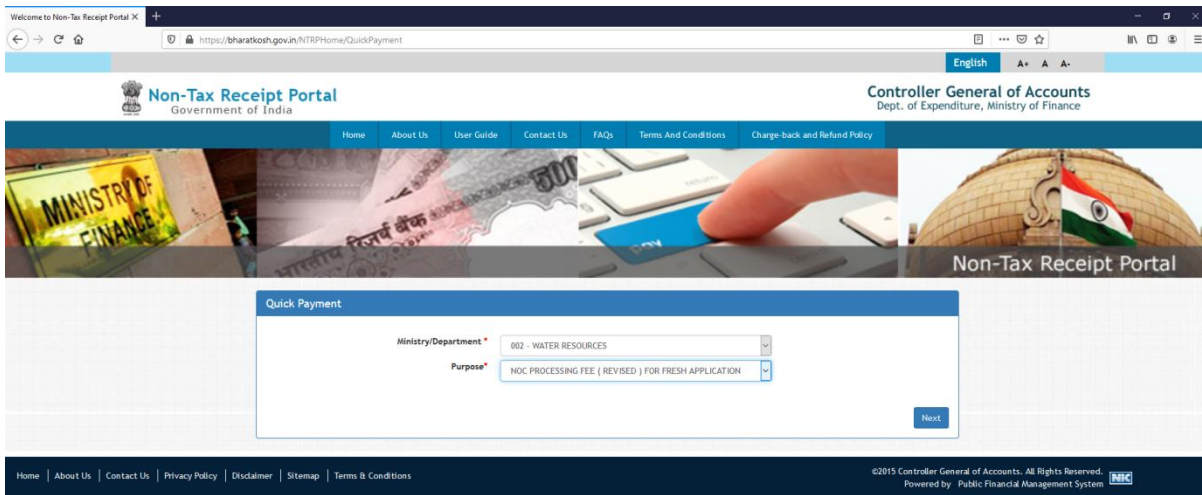 Welcome to Non-Tax Receipt Portal
https://bharatkosh.gov.in/NTRPHome/QuickPayment
English A+ A A-
Non-Tax Receipt Portal
Government of India
Controller General of Accounts
Dept. of Expenditure, Ministry of Finance
Home About Us User Guide Contact Us FAQs Terms And Conditions Charge-back and Refund Policy
MINISTRY OF
FINANCE
500
भारतीय रिज़र्व बैंक
pay
Non-Tax Receipt Portal
Quick Payment
Ministry/Department * 002 - WATER RESOURCES
Purpose* NOC PROCESSING FEE ( REVISED ) FOR FRESH APPLICATION
Next
Home | About Us | Contact Us | Privacy Policy | Disclaimer | Sitemap | Terms & Conditions
©2015 Controller General of Accounts. All Rights Reserved.
Powered by Public Financial Management System
NIC